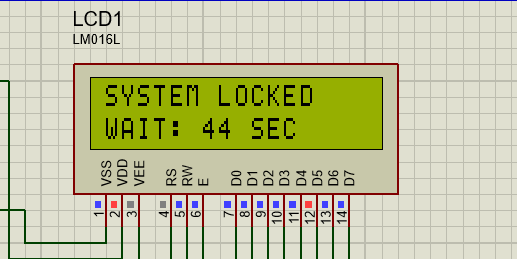 LCD1
LM016L
SYSTEM LOCKED
WAIT: 44 SEC
VSS VDD VEE RS RW E D0 D1 D2 D3 D4 D5 D6 D7
1 2 3 4 5 6 7 8 9 10 11 12 13 14